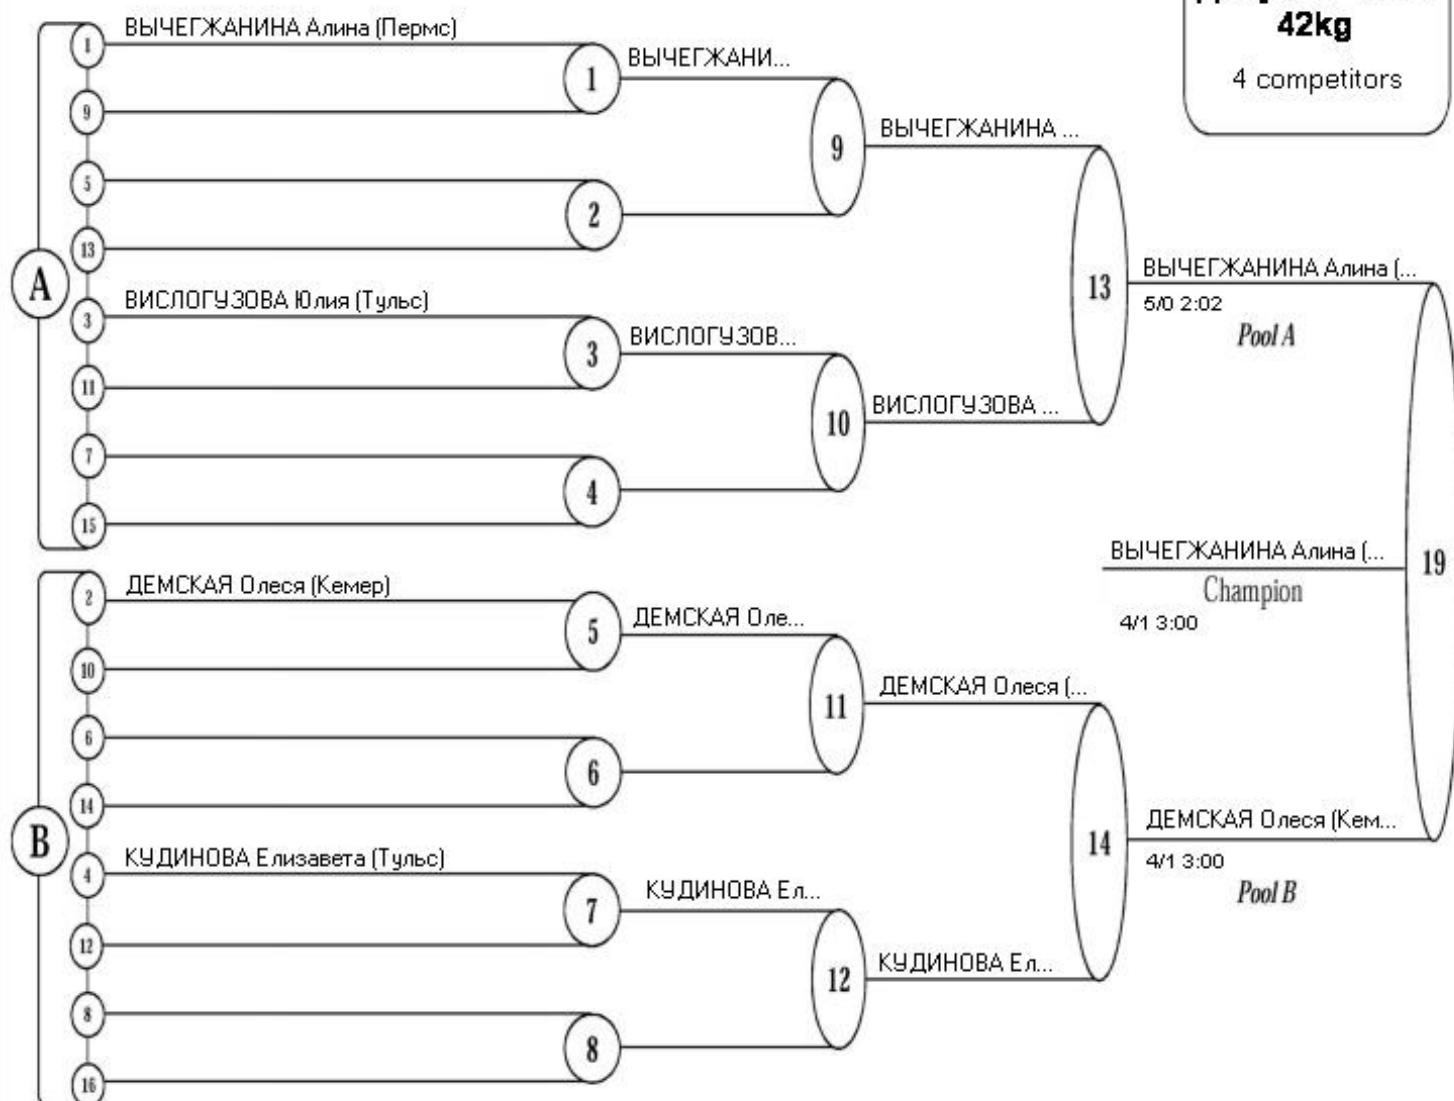 42kg
4 competitors
ВЫЧЕГЖАНИНА Алина (Пермс)
ВЫЧЕГЖАНИ...
ВЫЧЕГЖАНИНА ...
1
9
5
13
3
11
7
15
A
1
2
3
4
9
10
13
ВИСЛОГУЗОВА Юлия (Тульс)
ВИСЛОГУЗОВ...
ВИСЛОГУЗОВА ...
ВЫЧЕГЖАНИНА Алина (...
5/0 2:02
Pool A
ВЫЧЕГЖАНИНА Алина (...
Champion
4/1 3:00
19
ДЕМСКАЯ Олеся (Кемер)
ДЕМСКАЯ Оле...
ДЕМСКАЯ Олеся (...
2
10
6
14
4
12
8
16
B
5
6
7
8
11
12
14
КУДИНОВА Елизавета (Тульс)
КУДИНОВА Ел...
КУДИНОВА Ел...
ДЕМСКАЯ Олеся (Кем...
4/1 3:00
Pool B